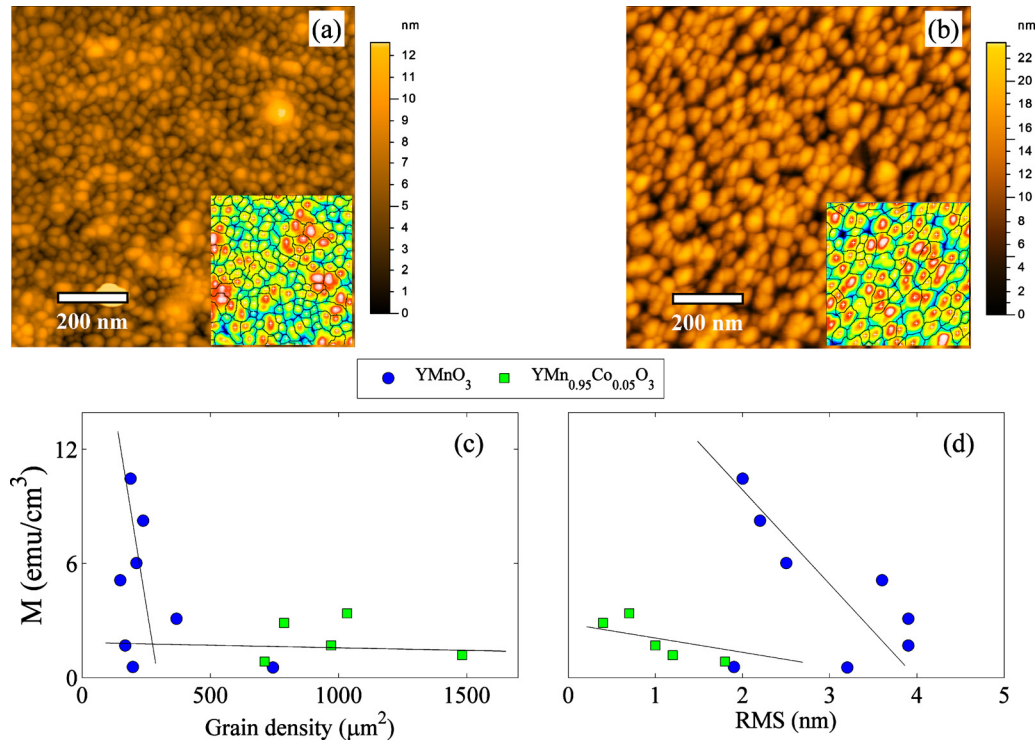 (a)
nm
12
11
10
9
8
7
6
5
4
3
2
1
0
200 nm
(b)
nm
22
20
18
16
14
12
10
8
6
4
2
0
200 nm
YMnO₃ YMn₀.₉₅Co₀.₀₅O₃
(c)
M (emu/cm³)
12
6
0
0 500 1000 1500
Grain density (μm²)
(d)
0 1 2 3 4 5
RMS (nm)